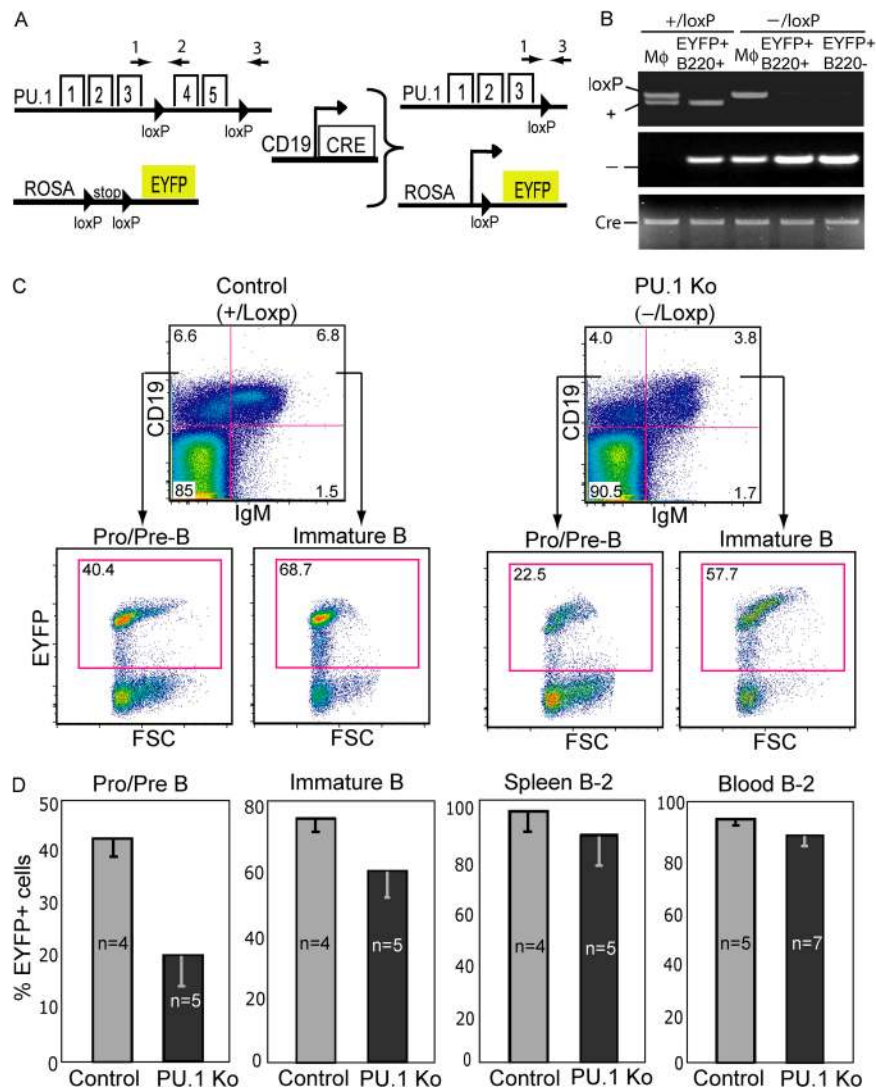 A
1 2 3
PU.1 1 2 3 4 5
loxP loxP
ROSA stop EYFP
loxP loxP
CD19 CRE
1 3
PU.1 1 2 3
loxP
ROSA EYFP
loxP
B
+/loxP −/loxP
Mϕ EYFP+ B220+ Mϕ EYFP+ B220+ EYFP+ B220-
loxP
+
−
Cre
C
Control
(+/Loxp)
6.6 6.8
CD19
85 1.5
IgM
PU.1 Ko
(−/Loxp)
4.0 3.8
CD19
90.5 1.7
IgM
Pro/Pre-B Immature B Pro/Pre-B Immature B
40.4 68.7 22.5 57.7
EYFP
FSC FSC FSC FSC
D
Pro/Pre B
% EYFP+ cells
50
40
30
20
10
0
n=4 n=5
Control PU.1 Ko
Immature B
80
60
40
20
0
n=4 n=5
Control PU.1 Ko
Spleen B-2
100
80
60
40
20
0
n=4 n=5
Control PU.1 Ko
Blood B-2
100
80
60
40
20
0
n=5 n=7
Control PU.1 Ko